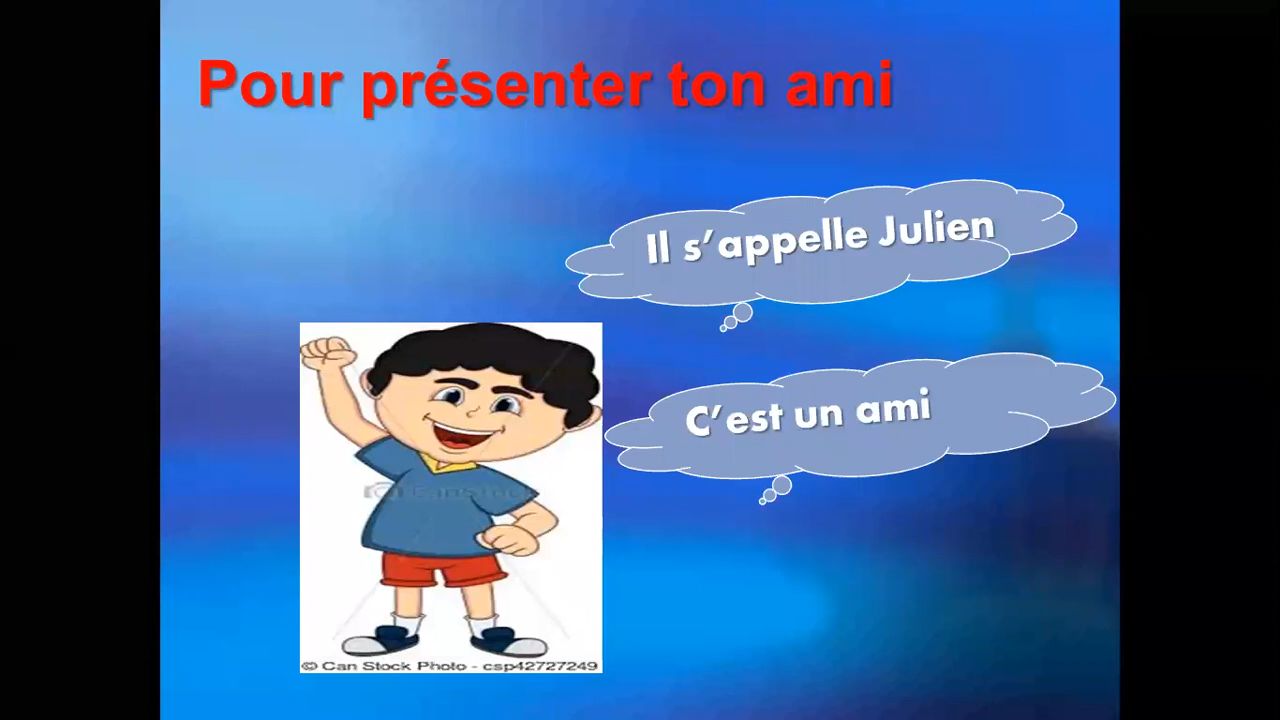 Pour présenter ton ami
Il s’appelle Julien
C’est un ami
© Can Stock Photo - csp42727249